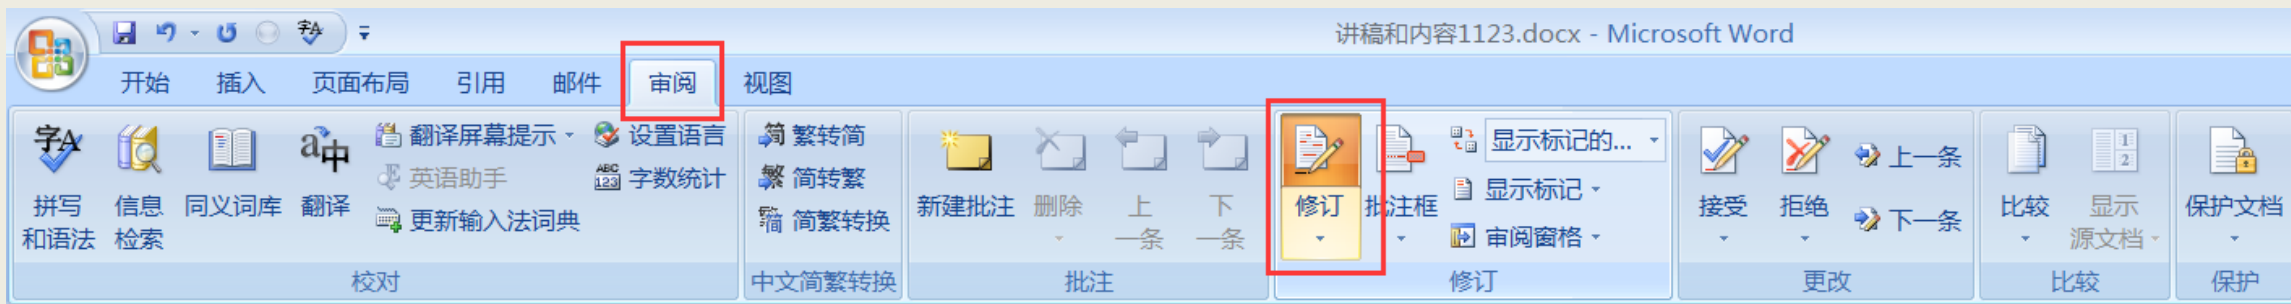 讲稿和内容1123.docx - Microsoft Word
开始 插入 页面布局 引用 邮件 审阅 视图
拼写
和语法
信息
检索
同义词库
翻译
翻译屏幕提示
英语助手
更新输入法词典
设置语言
字数统计
校对
繁转简
简转繁
简繁转换
中文简繁转换
新建批注
删除
上
一条
下
一条
批注
修订
批注框
显示标记的...
显示标记
审阅窗格
修订
接受
拒绝
上一条
下一条
更改
比较
显示
源文档
比较
保护文档
保护